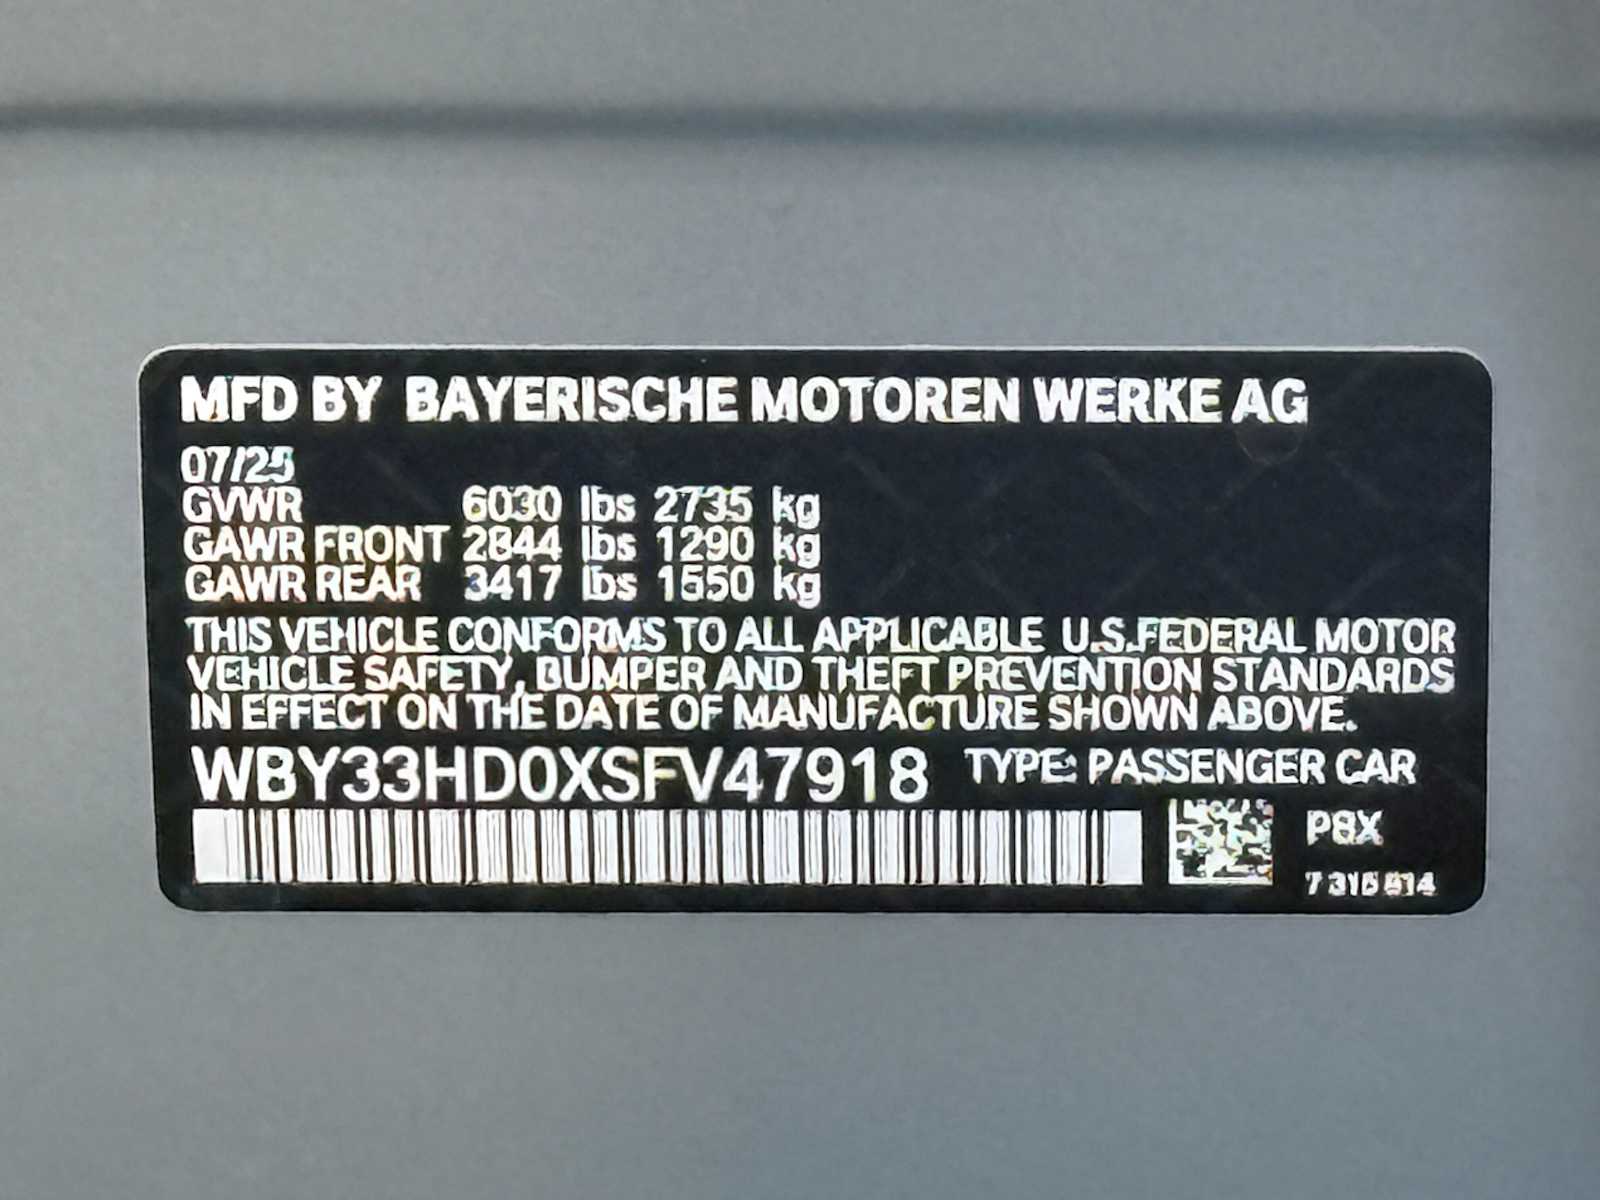 MFD BY BAYERISCHE MOTOREN WERKE AG
07/25
GVWR 6030 lbs 2735 kg
GAWR FRONT 2844 lbs 1290 kg
GAWR REAR 3417 lbs 1550 kg
THIS VEHICLE CONFORMS TO ALL APPLICABLE U.S.FEDERAL MOTOR
VEHICLE SAFETY, BUMPER AND THEFT PREVENTION STANDARDS
IN EFFECT ON THE DATE OF MANUFACTURE SHOWN ABOVE.
WBY33HD0XSFV47918 TYPE: PASSENGER CAR
P8X